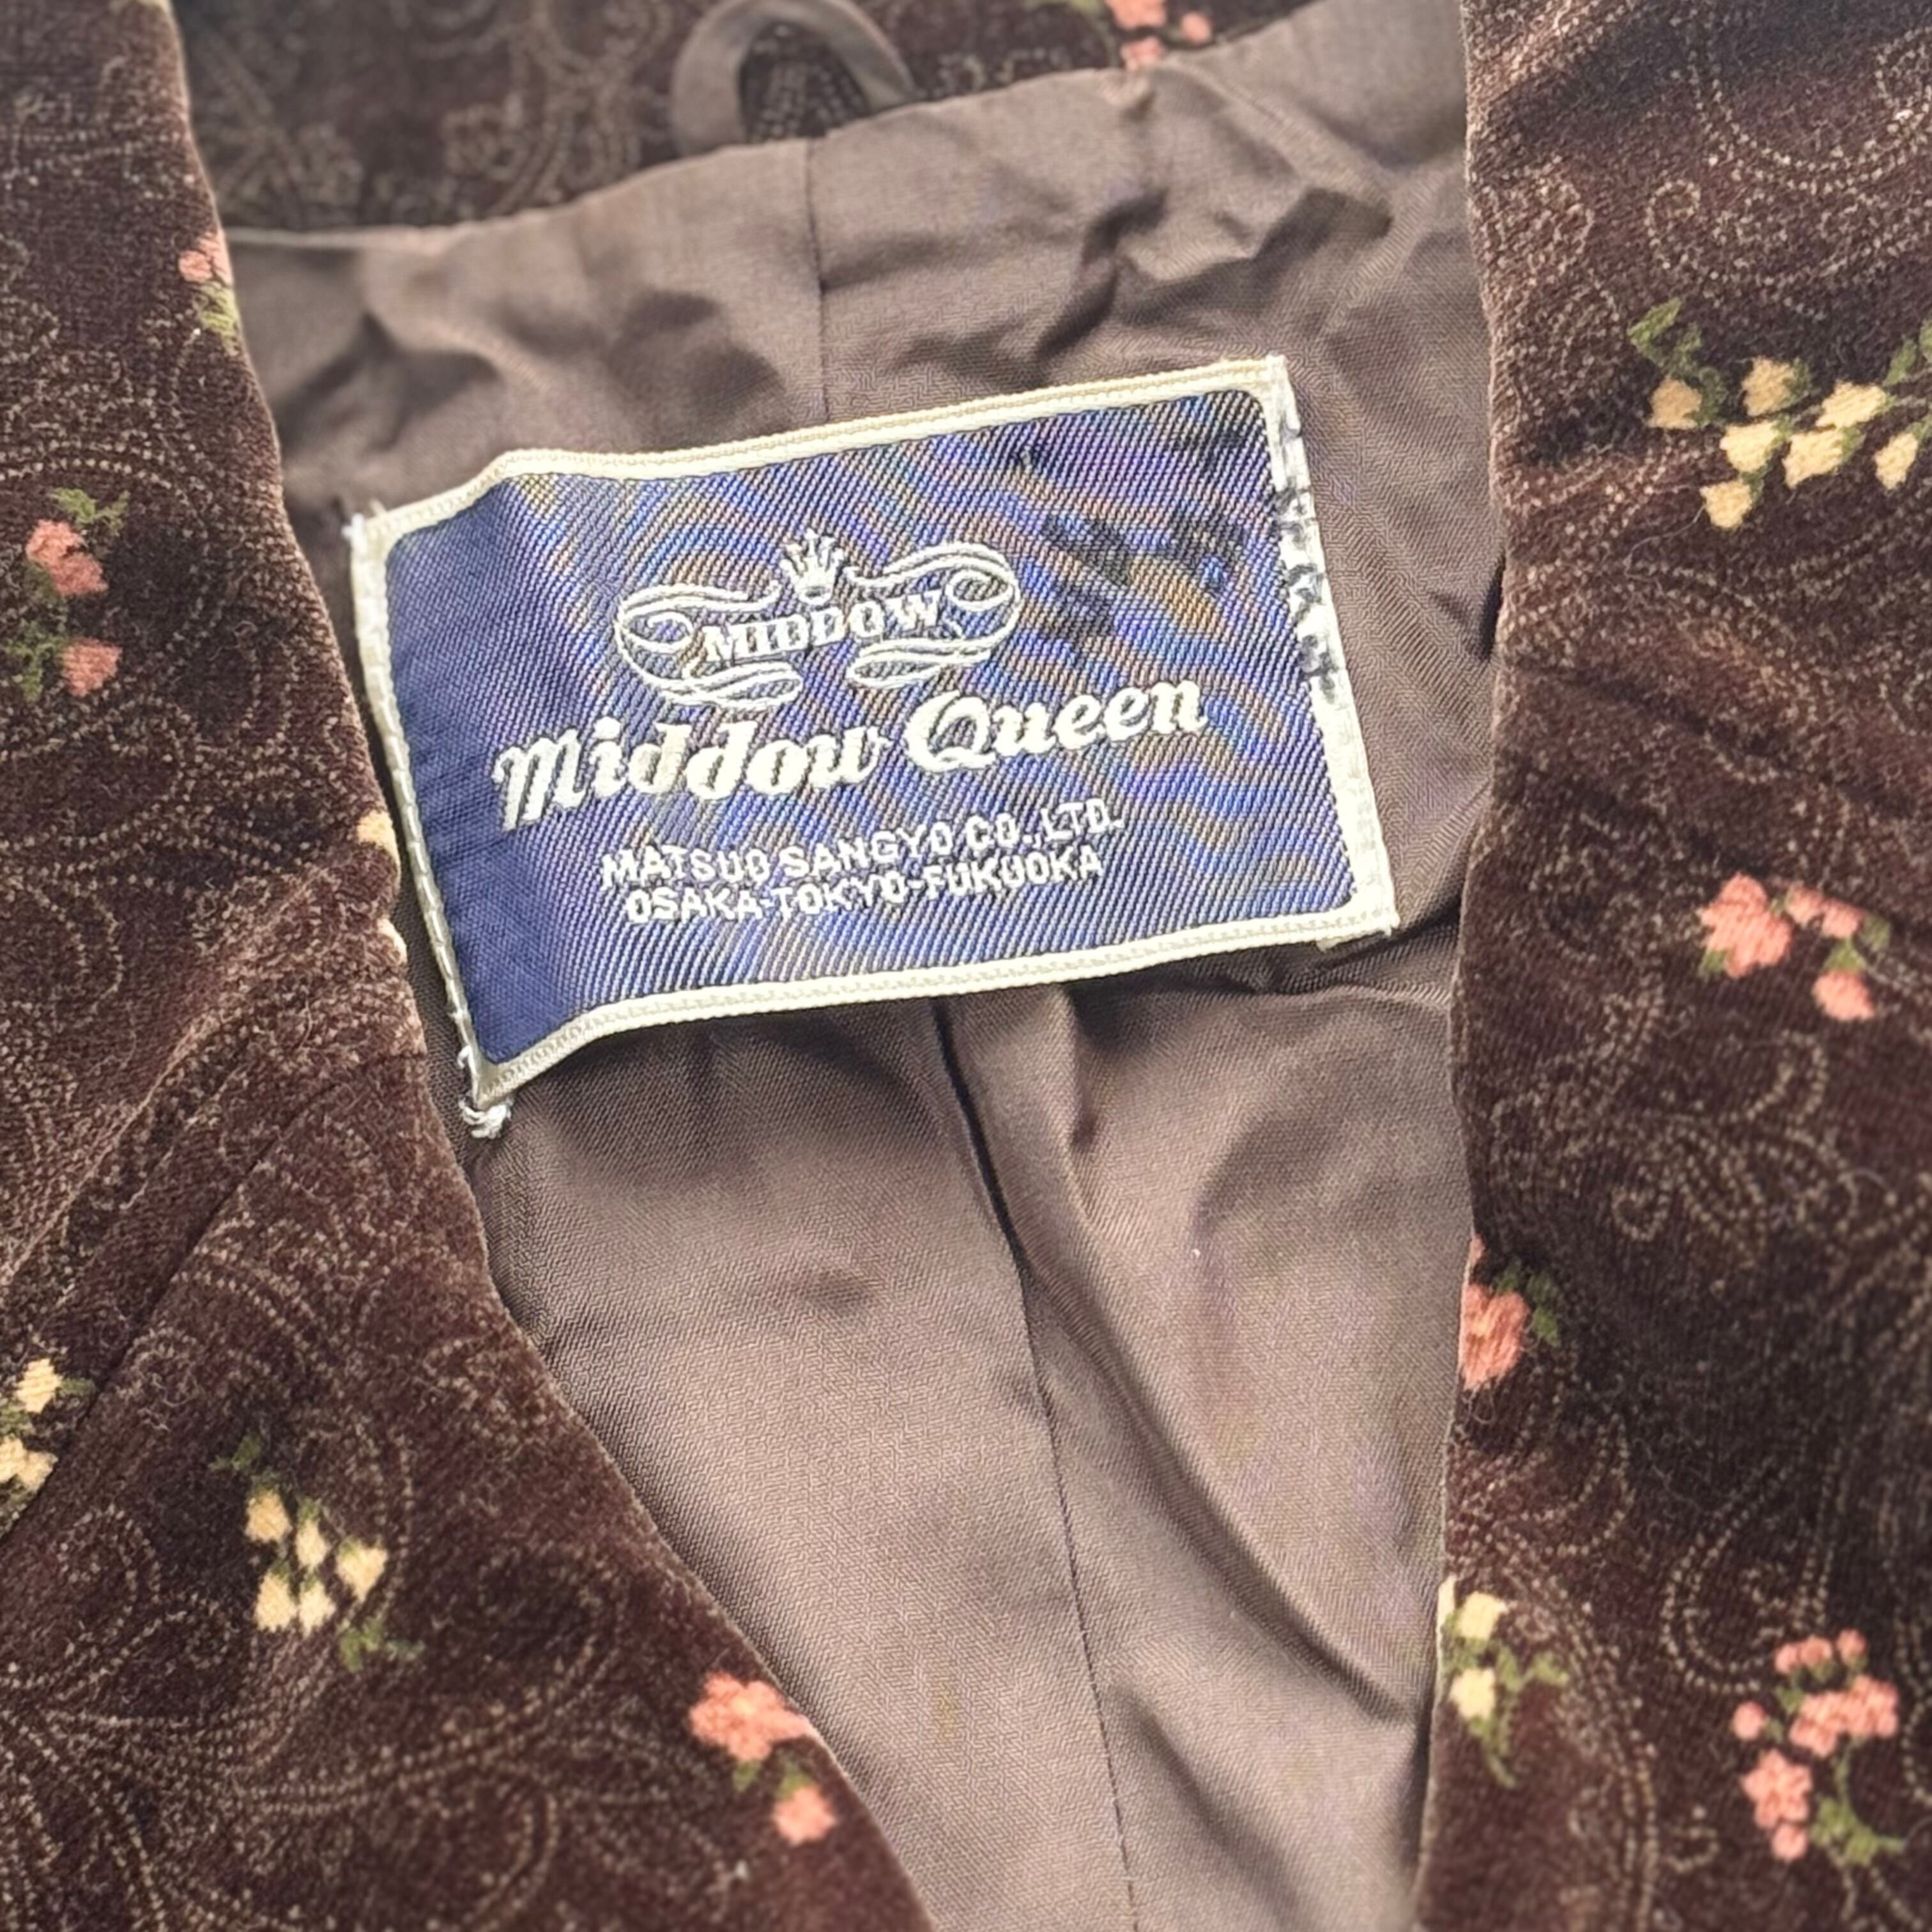 MIDDOW
Middow Queen
MATSUO SANGYO CO., LTD.
OSAKA-TOKYO-FUKUOKA